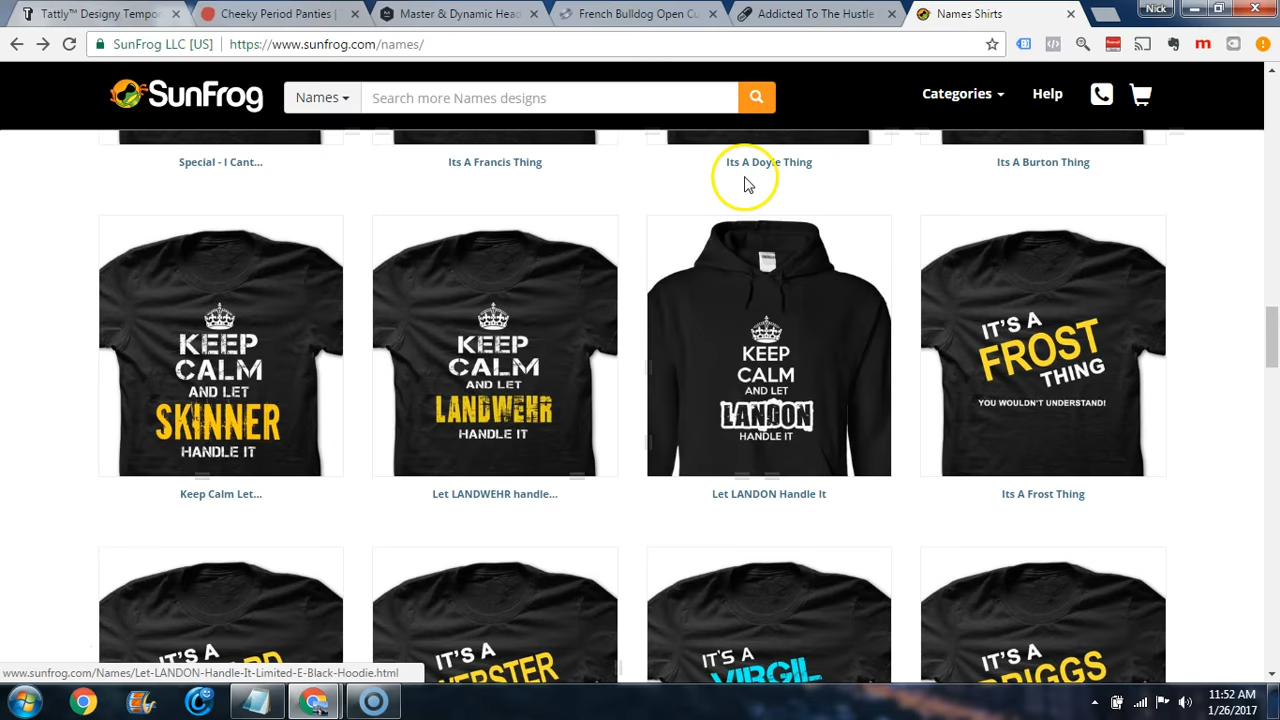 Tattly™ Designy Tempor
Cheeky Period Panties |
Master & Dynamic Head
French Bulldog Open Cu
Addicted To The Hustle
Names Shirts
Nick
SunFrog LLC [US]
https://www.sunfrog.com/names/
SunFrog
Names
Search more Names designs
Categories
Help
Special - I Cant...
Its A Francis Thing
Its A Doyle Thing
Its A Burton Thing
KEEP
CALM
AND LET
SKINNER
HANDLE IT
KEEP
CALM
AND LET
LANDWEHR
HANDLE IT
KEEP
CALM
AND LET
LANDON
HANDLE IT
IT'S A
FROST
THING
YOU WOULDN'T UNDERSTAND!
Keep Calm Let...
Let LANDWEHR handle...
Let LANDON Handle It
Its A Frost Thing
IT'S A
IT'S A
IT'S A
VIRGIL
IT'S A
BRIGGS
www.sunfrog.com/Names/Let-LANDON-Handle-It-Limited-E-Black-Hoodie.html
11:52 AM
1/26/2017